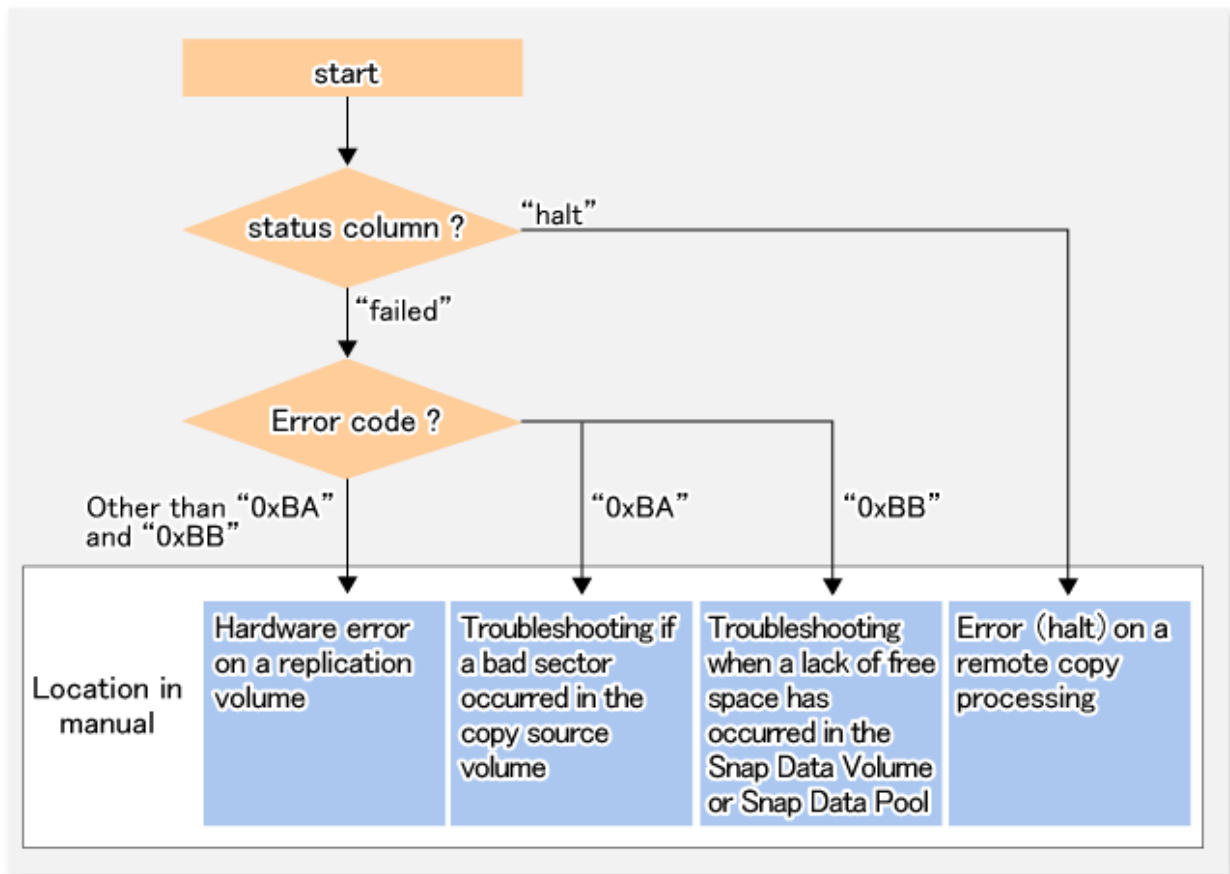 start
status column ?
“halt”
“failed”
Error code ?
Other than “0xBA”
and “0xBB”
“0xBA”
“0xBB”
Location in
manual
Hardware error
on a replication
volume
Troubleshooting if
a bad sector
occurred in the
copy source
volume
Troubleshooting
when a lack of free
space has
occurred in the
Snap Data Volume
or Snap Data Pool
Error (halt) on a
remote copy
processing